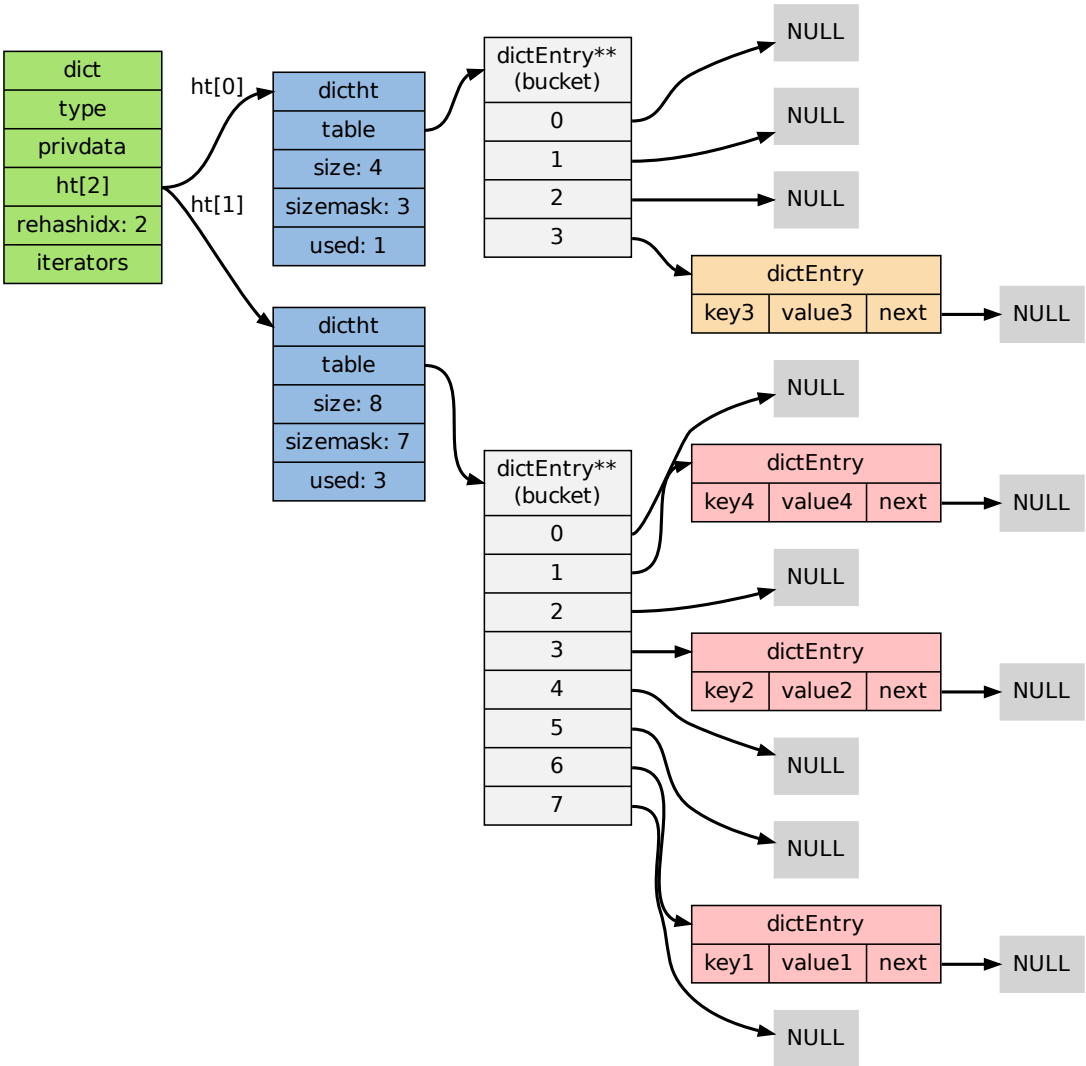 dict
type
privdata
ht[2]
rehashidx: 2
iterators
ht[0]
ht[1]
dictht
table
size: 4
sizemask: 3
used: 1
dictht
table
size: 8
sizemask: 7
used: 3
dictEntry**
(bucket)
0
1
2
3
NULL
NULL
NULL
dictEntry
key3 value3 next
NULL
dictEntry**
(bucket)
0
1
2
3
4
5
6
7
NULL
dictEntry
key4 value4 next
NULL
NULL
dictEntry
key2 value2 next
NULL
NULL
NULL
dictEntry
key1 value1 next
NULL
NULL